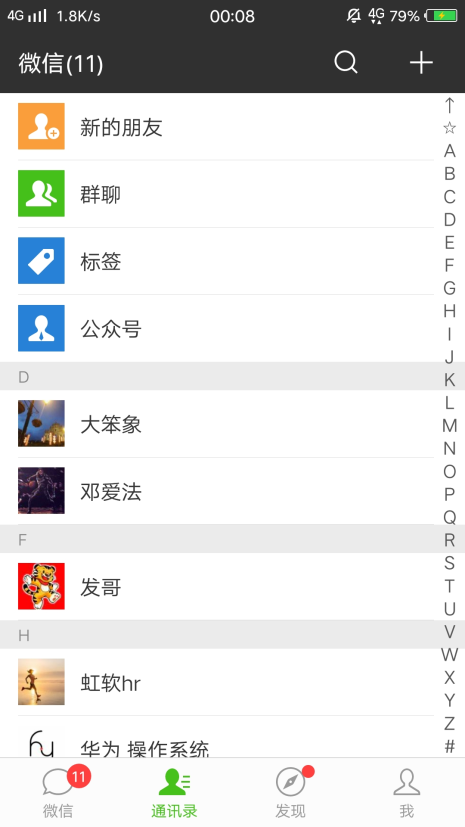 4G 1.8K/s 00:08 4G 79%
微信(11)
新的朋友
群聊
标签
公众号
D
大笨象
邓爱法
F
发哥
H
虹软hr
华为 操作系统
↑
☆
A
B
C
D
E
F
G
H
I
J
K
L
M
N
O
P
Q
R
S
T
U
V
W
X
Y
Z
#
11
微信 通讯录 发现 我